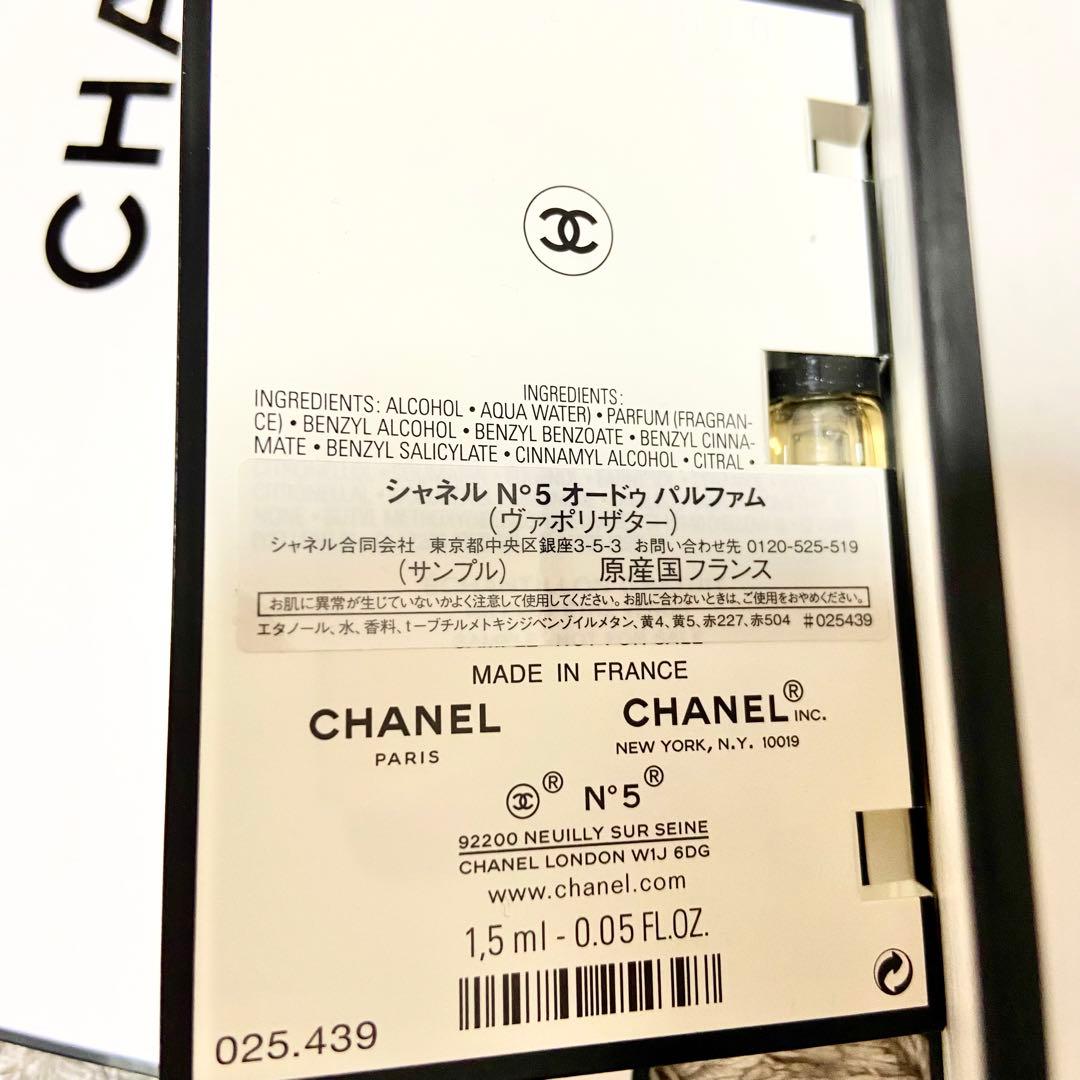 CHA
INGREDIENTS:
INGREDIENTS: ALCOHOL • AQUA WATER) • PARFUM (FRAGRAN-
CE) • BENZYL ALCOHOL • BENZYL BENZOATE • BENZYL CINNA-
MATE • BENZYL SALICYLATE • CINNAMYL ALCOHOL • CITRAL •
シャネル N°5 オードゥ パルファム
(ヴァポリザター)
シャネル合同会社 東京都中央区銀座3-5-3 お問い合わせ先 0120-525-519
(サンプル) 原産国フランス
お肌に異常が生じていないかよく注意して使用してください。お肌に合わないときは、ご使用をおやめください。
エタノール、水、香料、t-ブチルメトキシジベンゾイルメタン、黄4、黄5、赤227、赤504 #025439
MADE IN FRANCE
CHANEL
PARIS
CHANEL® INC.
NEW YORK, N.Y. 10019
® N°5®
92200 NEUILLY SUR SEINE
CHANEL LONDON W1J 6DG
www.chanel.com
1,5 ml - 0.05 FL.OZ.
025.439